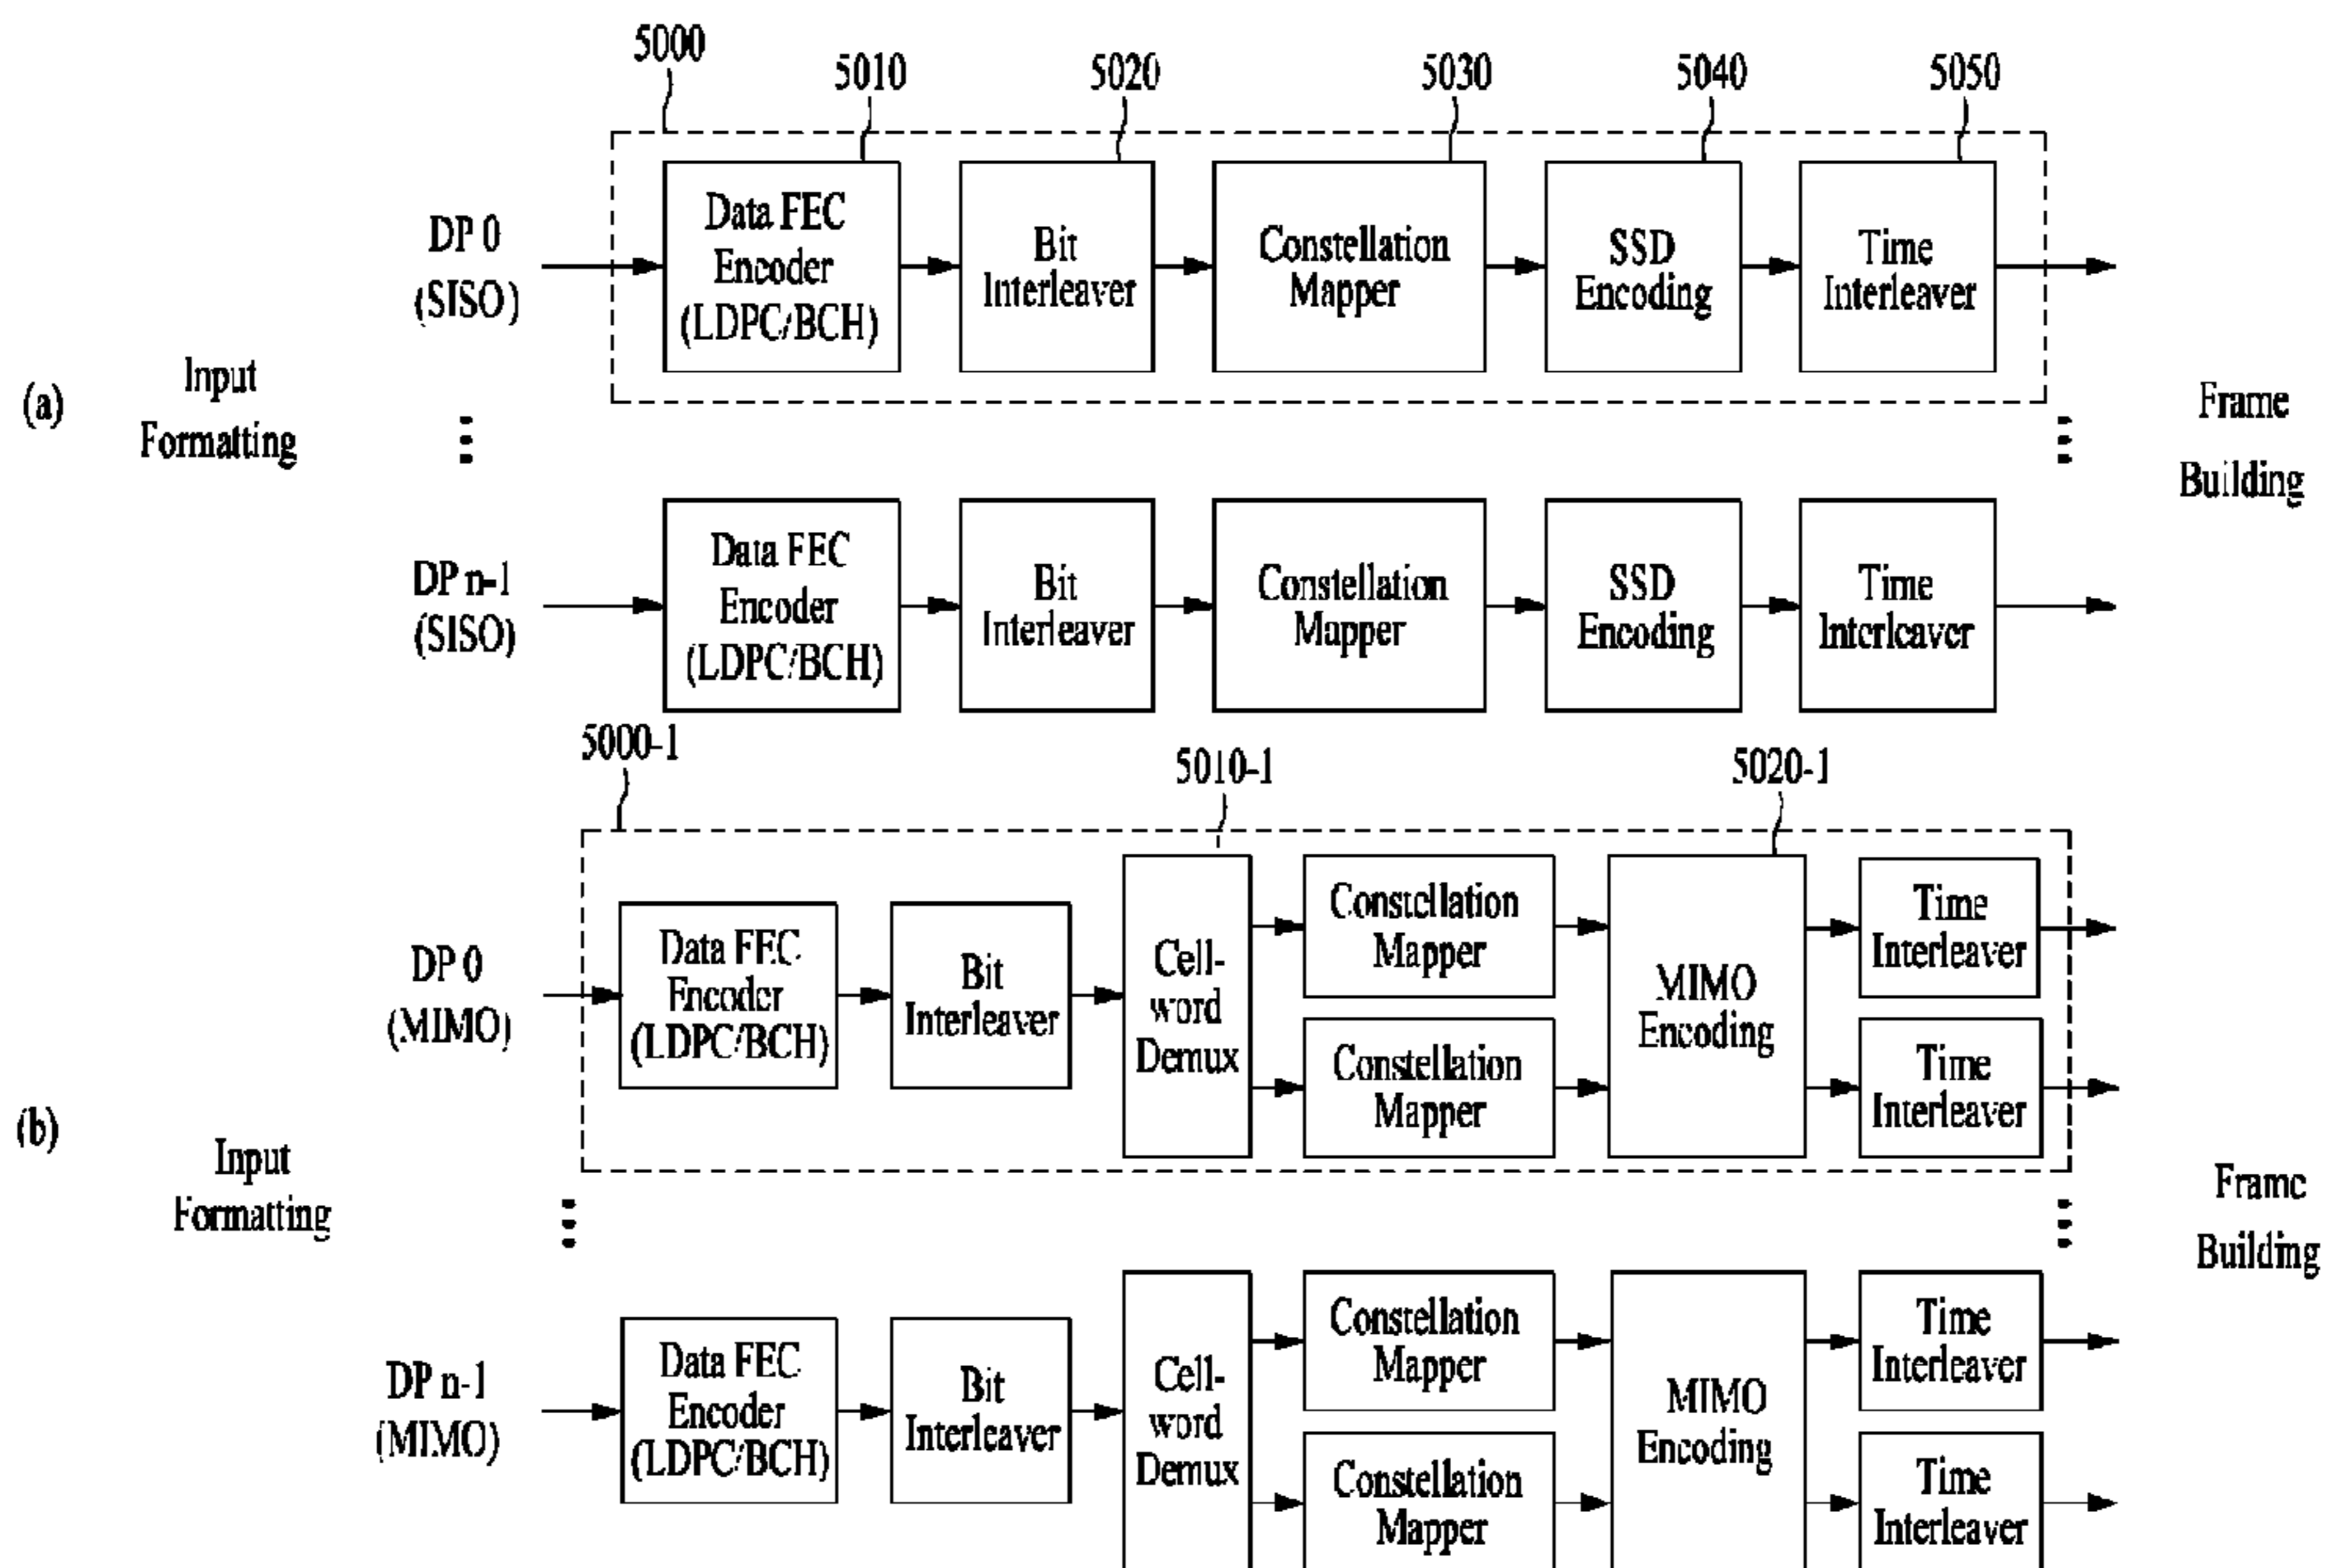 5000
5010
5020
5030
5040
5050
DP 0
(SISO)
Data FEC
Encoder
(LDPC/BCH)
Bit
Interleaver
Constellation
Mapper
SSD
Encoding
Time
Interleaver
(a)
Input
Formatting
Frame
Building
DP n-1
(SISO)
Data FEC
Encoder
(LDPC/BCH)
Bit
Interleaver
Constellation
Mapper
SSD
Encoding
Time
Interleaver
5000-1
5010-1
5020-1
DP 0
(MIMO)
Data FEC
Encoder
(LDPC/BCH)
Bit
Interleaver
Cell-
word
Demux
Constellation
Mapper
Constellation
Mapper
MIMO
Encoding
Time
Interleaver
Time
Interleaver
(b)
Input
Formatting
Frame
Building
DP n-1
(MIMO)
Data FEC
Encoder
(LDPC/BCH)
Bit
Interleaver
Cell-
word
Demux
Constellation
Mapper
Constellation
Mapper
MIMO
Encoding
Time
Interleaver
Time
Interleaver